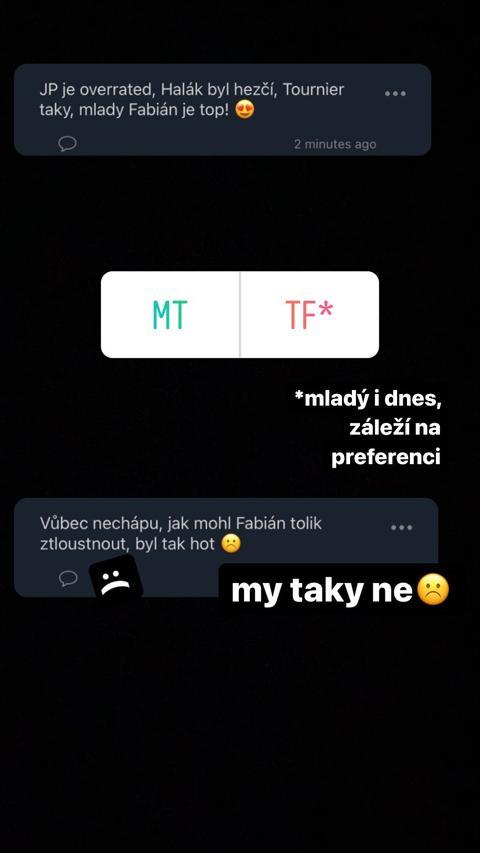 JP je overrated, Halák byl hezčí, Tournier
taky, mlady Fabián je top! 😍
2 minutes ago
MT
TF*
*mladý i dnes,
záleží na
preferenci
Vůbec nechápu, jak mohl Fabián tolik
ztloustnout, byl tak hot ☹️
my taky ne☹️